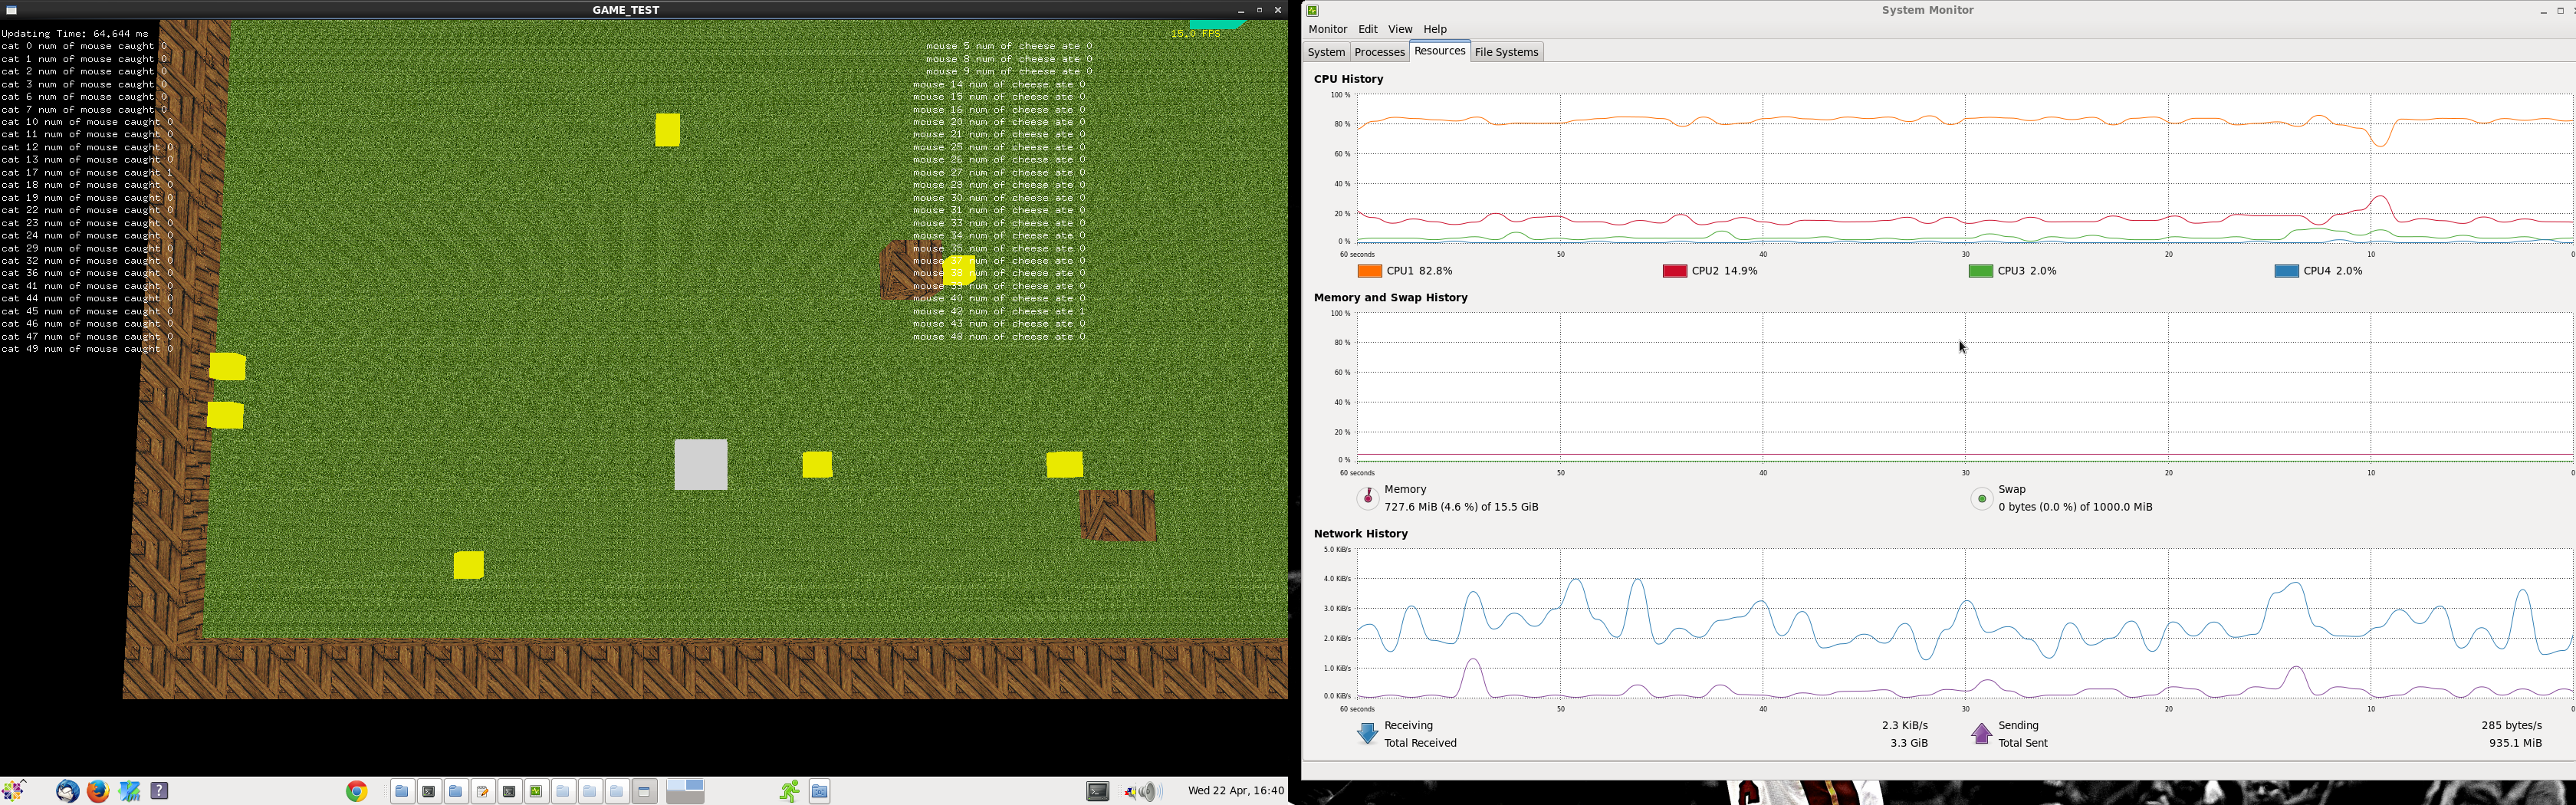 GAME_TEST
Updating Time: 64.644 ms
15.0 FPS
cat 0 num of mouse caught 0
cat 1 num of mouse caught 0
cat 2 num of mouse caught 0
cat 3 num of mouse caught 0
cat 6 num of mouse caught 0
cat 7 num of mouse caught 0
cat 10 num of mouse caught 0
cat 11 num of mouse caught 0
cat 12 num of mouse caught 0
cat 13 num of mouse caught 0
cat 17 num of mouse caught 1
cat 18 num of mouse caught 0
cat 19 num of mouse caught 0
cat 22 num of mouse caught 0
cat 23 num of mouse caught 0
cat 24 num of mouse caught 0
cat 29 num of mouse caught 0
cat 32 num of mouse caught 0
cat 36 num of mouse caught 0
cat 41 num of mouse caught 0
cat 44 num of mouse caught 0
cat 45 num of mouse caught 0
cat 46 num of mouse caught 0
cat 47 num of mouse caught 0
cat 49 num of mouse caught 0
mouse 5 num of cheese ate 0
mouse 8 num of cheese ate 0
mouse 9 num of cheese ate 0
mouse 14 num of cheese ate 0
mouse 15 num of cheese ate 0
mouse 16 num of cheese ate 0
mouse 20 num of cheese ate 0
mouse 21 num of cheese ate 0
mouse 25 num of cheese ate 0
mouse 26 num of cheese ate 0
mouse 27 num of cheese ate 0
mouse 28 num of cheese ate 0
mouse 30 num of cheese ate 0
mouse 31 num of cheese ate 0
mouse 33 num of cheese ate 0
mouse 34 num of cheese ate 0
mouse 35 num of cheese ate 0
mouse 37 num of cheese ate 0
mouse 38 num of cheese ate 0
mouse 39 num of cheese ate 0
mouse 40 num of cheese ate 0
mouse 42 num of cheese ate 1
mouse 43 num of cheese ate 0
mouse 48 num of cheese ate 0
Wed 22 Apr, 16:40
System Monitor
Monitor Edit View Help
System Processes Resources File Systems
CPU History
100 %
80 %
60 %
40 %
20 %
0 %
60 seconds 50 40 30 20 10 0
CPU1 82.8% CPU2 14.9% CPU3 2.0% CPU4 2.0%
Memory and Swap History
100 %
80 %
60 %
40 %
20 %
0 %
60 seconds 50 40 30 20 10 0
Memory Swap
727.6 MiB (4.6 %) of 15.5 GiB 0 bytes (0.0 %) of 1000.0 MiB
Network History
5.0 KiB/s
4.0 KiB/s
3.0 KiB/s
2.0 KiB/s
1.0 KiB/s
0.0 KiB/s
60 seconds 50 40 30 20 10 0
Receiving 2.3 KiB/s Sending 285 bytes/s
Total Received 3.3 GiB Total Sent 935.1 MiB